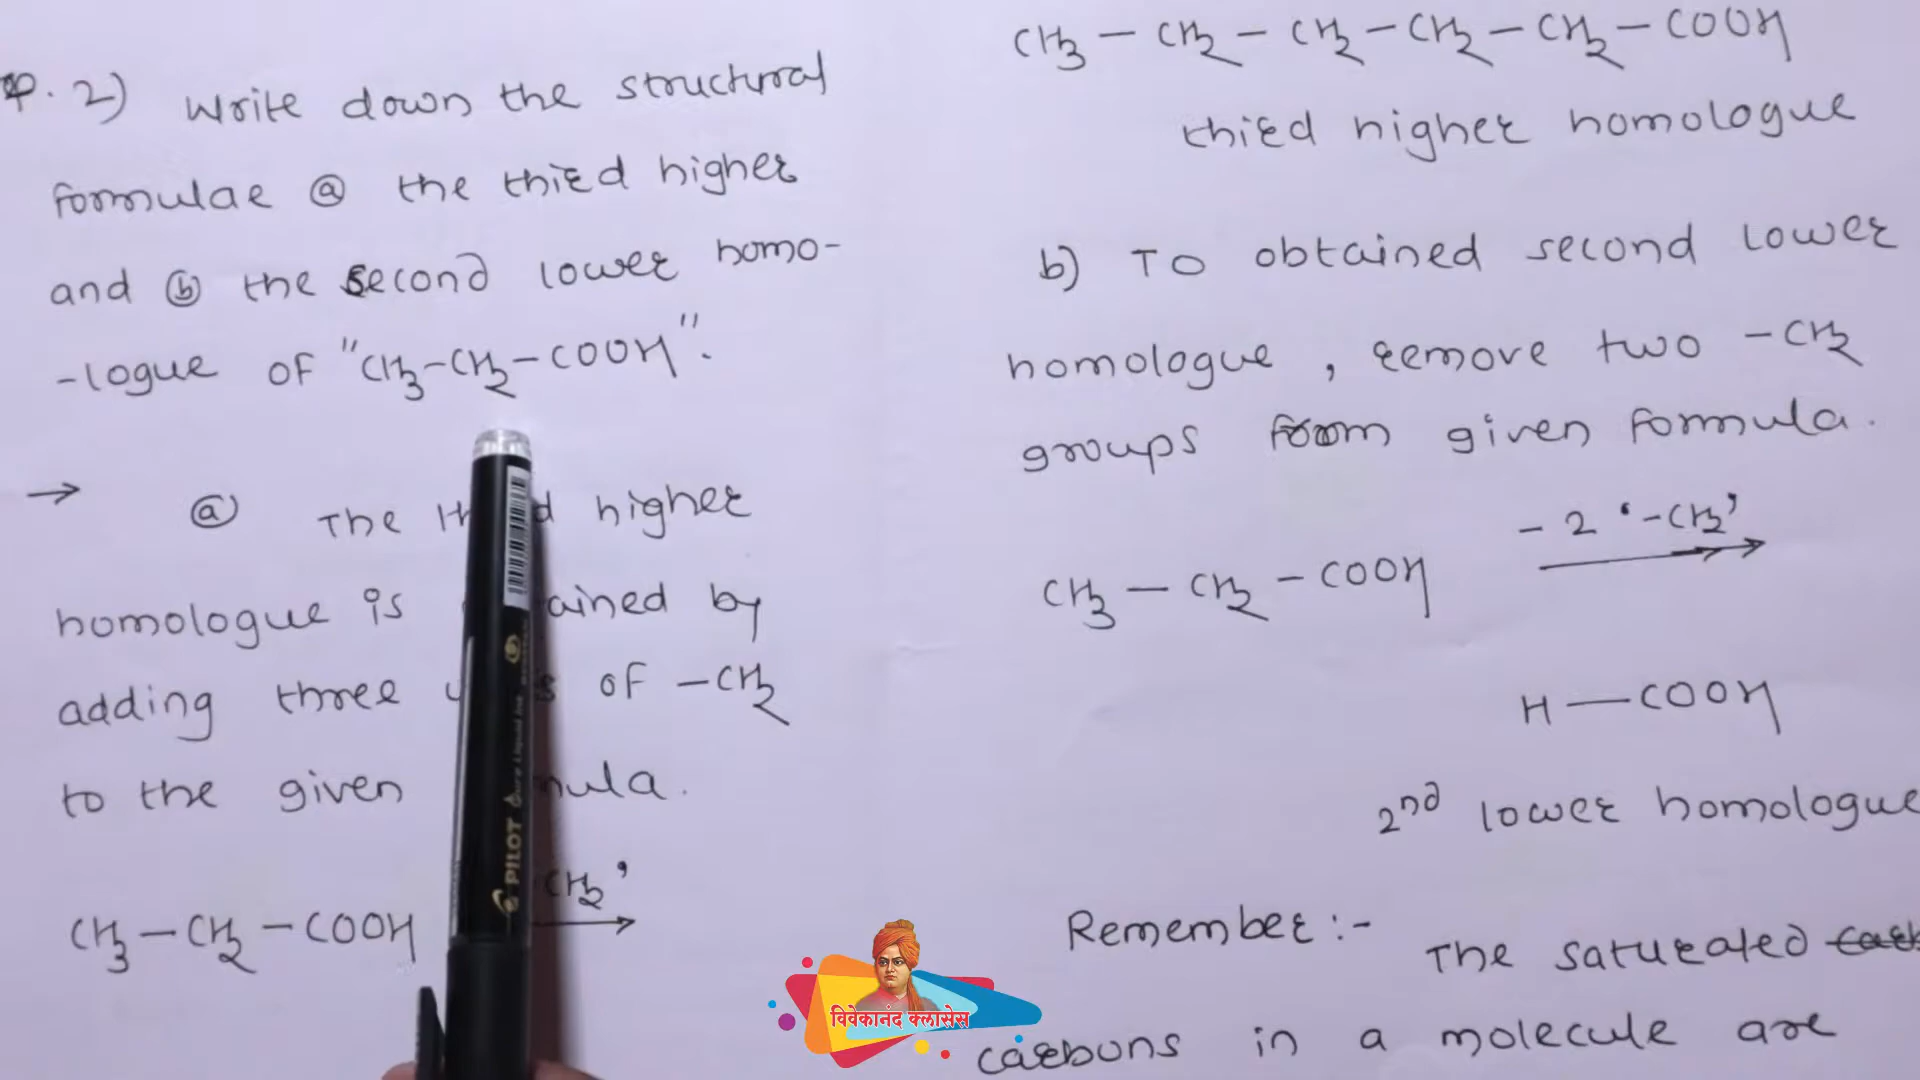 2) Write down the structural
formulae ⓐ the third higher
and ⓑ the second lower homo-
-logue of "CH3-CH2-COOH".
→ ⓐ The higher
homologue is by
adding three of -CH2
to the given
CH3-CH2-COOH CH2' →
CH3-CH2-CH2-CH2-CH2-COOH
third higher homologue
b) To obtained second lower
homologue, remove two -CH2
groups form given formula.
CH3-CH2-COOH - 2 '-CH2' →
H-COOH
2nd lower homologue
Remember:- The saturated
carbons in a molecule are
विवेकानंद क्लासेस
PILOT